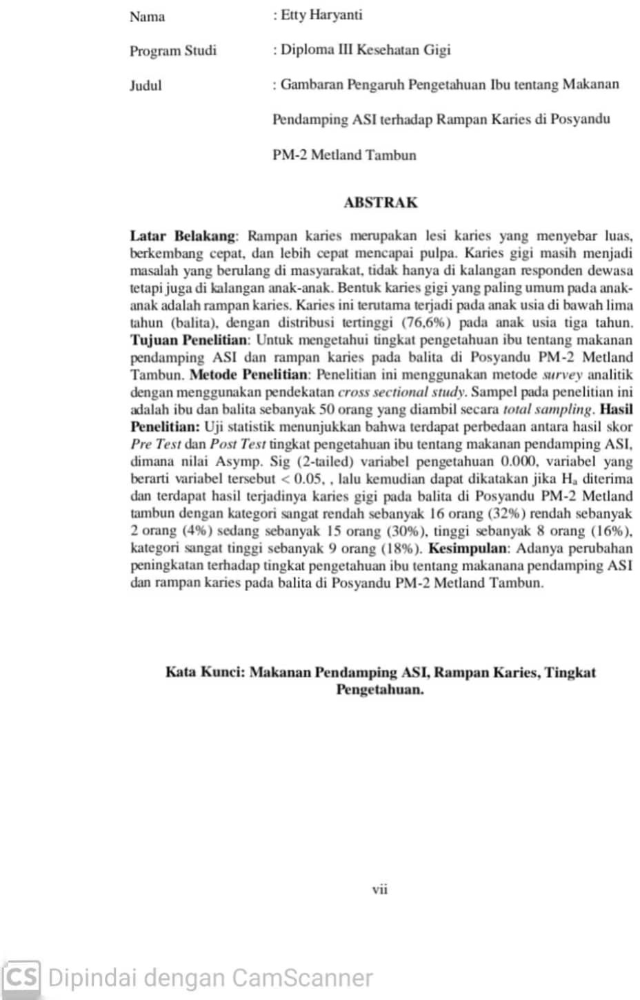 Nama : Etty Haryanti
Program Studi : Diploma III Kesehatan Gigi
Judul : Gambaran Pengaruh Pengetahuan Ibu tentang Makanan
Pendamping ASI terhadap Rampan Karies di Posyandu
PM-2 Metland Tambun
ABSTRAK
Latar Belakang: Rampan karies merupakan lesi karies yang menyebar luas,
berkembang cepat, dan lebih cepat mencapai pulpa. Karies gigi masih menjadi
masalah yang berulang di masyarakat, tidak hanya di kalangan responden dewasa
tetapi juga di kalangan anak-anak. Bentuk karies gigi yang paling umum pada anak-
anak adalah rampan karies. Karies ini terutama terjadi pada anak usia di bawah lima
tahun (balita), dengan distribusi tertinggi (76,6%) pada anak usia tiga tahun.
Tujuan Penelitian: Untuk mengetahui tingkat pengetahuan ibu tentang makanan
pendamping ASI dan rampan karies pada balita di Posyandu PM-2 Metland
Tambun. Metode Penelitian: Penelitian ini menggunakan metode survey analitik
dengan menggunakan pendekatan cross sectional study. Sampel pada penelitian ini
adalah ibu dan balita sebanyak 50 orang yang diambil secara total sampling. Hasil
Penelitian: Uji statistik menunjukkan bahwa terdapat perbedaan antara hasil skor
Pre Test dan Post Test tingkat pengetahuan ibu tentang makanan pendamping ASI,
dimana nilai Asymp. Sig (2-tailed) variabel pengetahuan 0.000, variabel yang
berarti variabel tersebut < 0.05, , lalu kemudian dapat dikatakan jika Hₐ diterima
dan terdapat hasil terjadinya karies gigi pada balita di Posyandu PM-2 Metland
tambun dengan kategori sangat rendah sebanyak 16 orang (32%) rendah sebanyak
2 orang (4%) sedang sebanyak 15 orang (30%), tinggi sebanyak 8 orang (16%),
kategori sangat tinggi sebanyak 9 orang (18%). Kesimpulan: Adanya perubahan
peningkatan terhadap tingkat pengetahuan ibu tentang makanana pendamping ASI
dan rampan karies pada balita di Posyandu PM-2 Metland Tambun.
Kata Kunci: Makanan Pendamping ASI, Rampan Karies, Tingkat
Pengetahuan.
vii
CS Dipindai dengan CamScanner